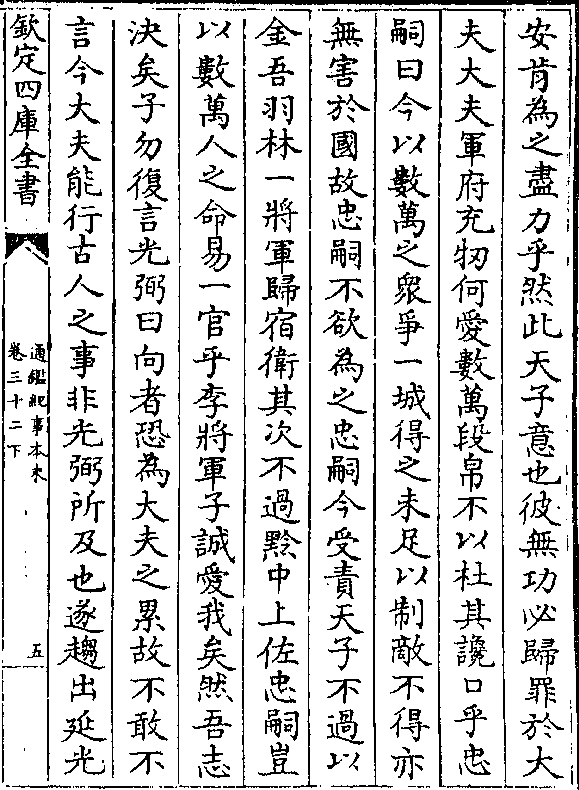 安肯為之盡力乎然此天子意也彼無功必歸罪於大
夫大夫軍府充牣何愛數萬段帛不以杜其讒口乎忠
嗣曰今以數萬之衆爭一城得之未足以制敵不得亦
無害於國故忠嗣不欲為之忠嗣今受責天子不過以
金吾羽林一將軍歸宿衛其次不過黔中上佐忠嗣豈
以數萬人之命易一官乎李將軍子誠愛我矣然吾志
決矣子勿復言光弼曰向者恐為大夫之累故不敢不
言今大夫能行古人之事非光弼所及也遂趨出延光
欽定四庫全書
通鑑紀事本末
卷三十二下
五